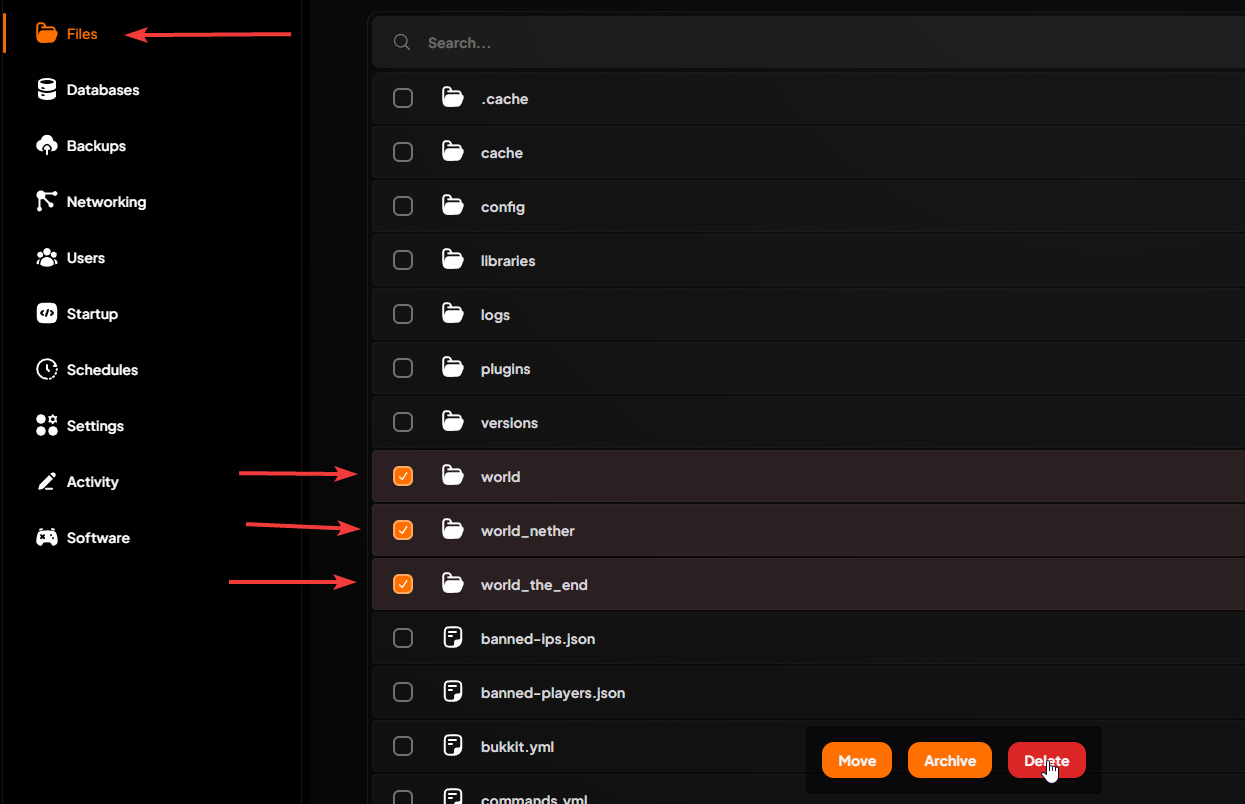 Files
Databases
Backups
Networking
Users
Startup
Schedules
Settings
Activity
Software
Search...
.cache
cache
config
libraries
logs
plugins
versions
world
world_nether
world_the_end
banned-ips.json
banned-players.json
bukkit.yml
commands.yml
Move
Archive
Delete